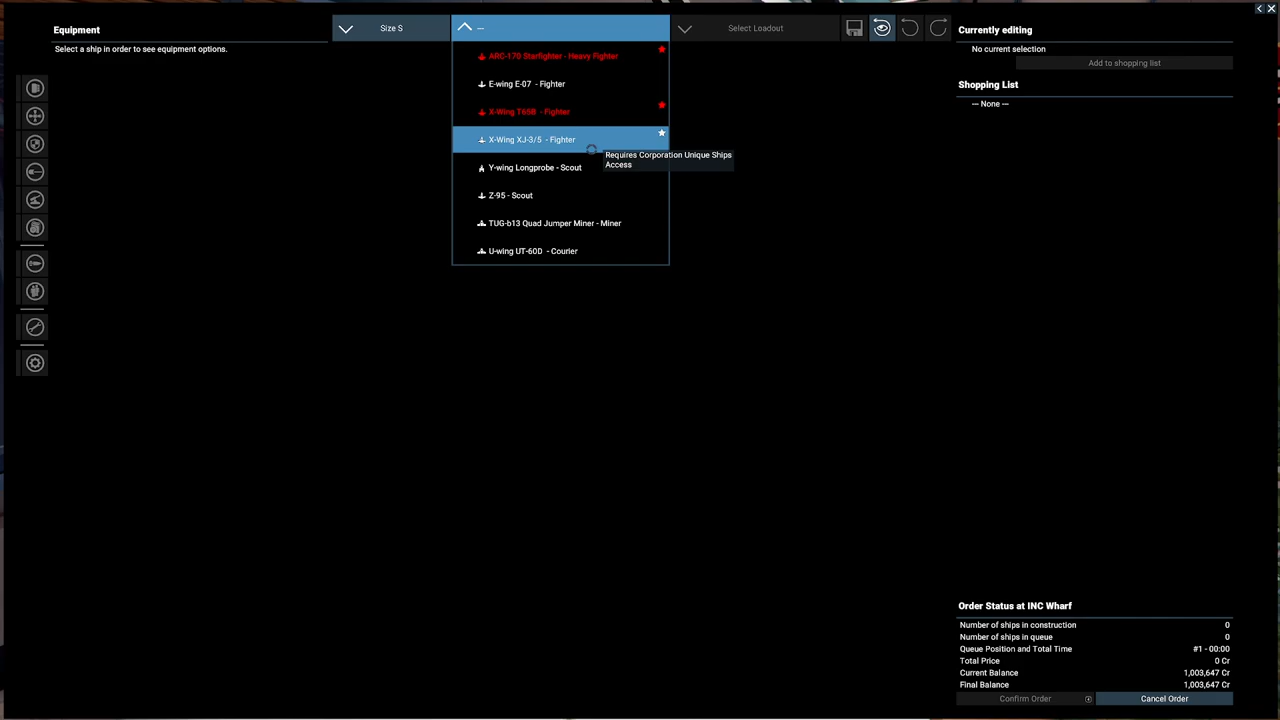 Equipment
Select a ship in order to see equipment options.
Size S
--
Select Loadout
ARC-170 Starfighter - Heavy Fighter
E-wing E-07 - Fighter
X-Wing T65B - Fighter
X-Wing XJ-3/5 - Fighter
Requires Corporation Unique Ships
Access
Y-wing Longprobe - Scout
Z-95 - Scout
TUG-b13 Quad Jumper Miner - Miner
U-wing UT-60D - Courier
Currently editing
No current selection
Add to shopping list
Shopping List
-- None --
Order Status at INC Wharf
Number of ships in construction 0
Number of ships in queue 0
Queue Position and Total Time #1 - 00:00
Total Price 0 Cr
Current Balance 1,003,647 Cr
Final Balance 1,003,647 Cr
Confirm Order
Cancel Order